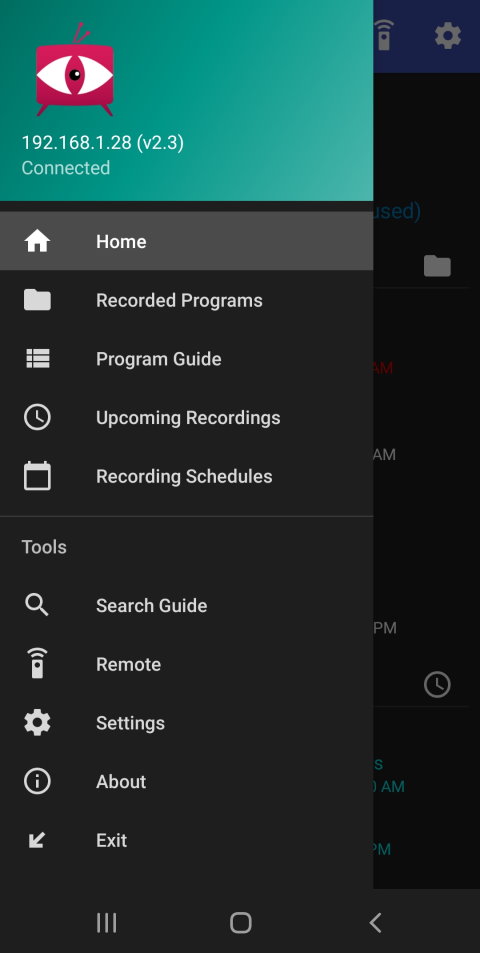 192.168.1.28 (v2.3)
Connected
used)
Home
Recorded Programs
Program Guide
AM
Upcoming Recordings
AM
Recording Schedules
Tools
Search Guide
PM
Remote
Settings
s
About
0 AM
Exit
PM